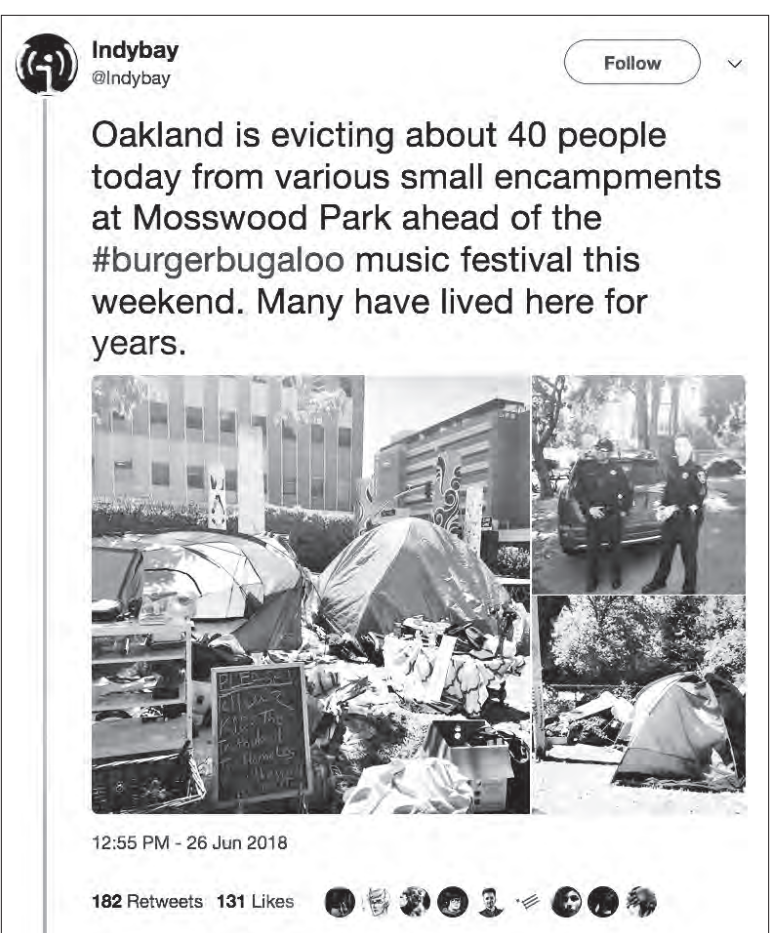 Indybay
@Indybay
Follow
Oakland is evicting about 40 people
today from various small encampments
at Mosswood Park ahead of the
#burgerbugaloo music festival this
weekend. Many have lived here for
years.
PLEASE
The
12:55 PM - 26 Jun 2018
182 Retweets 131 Likes